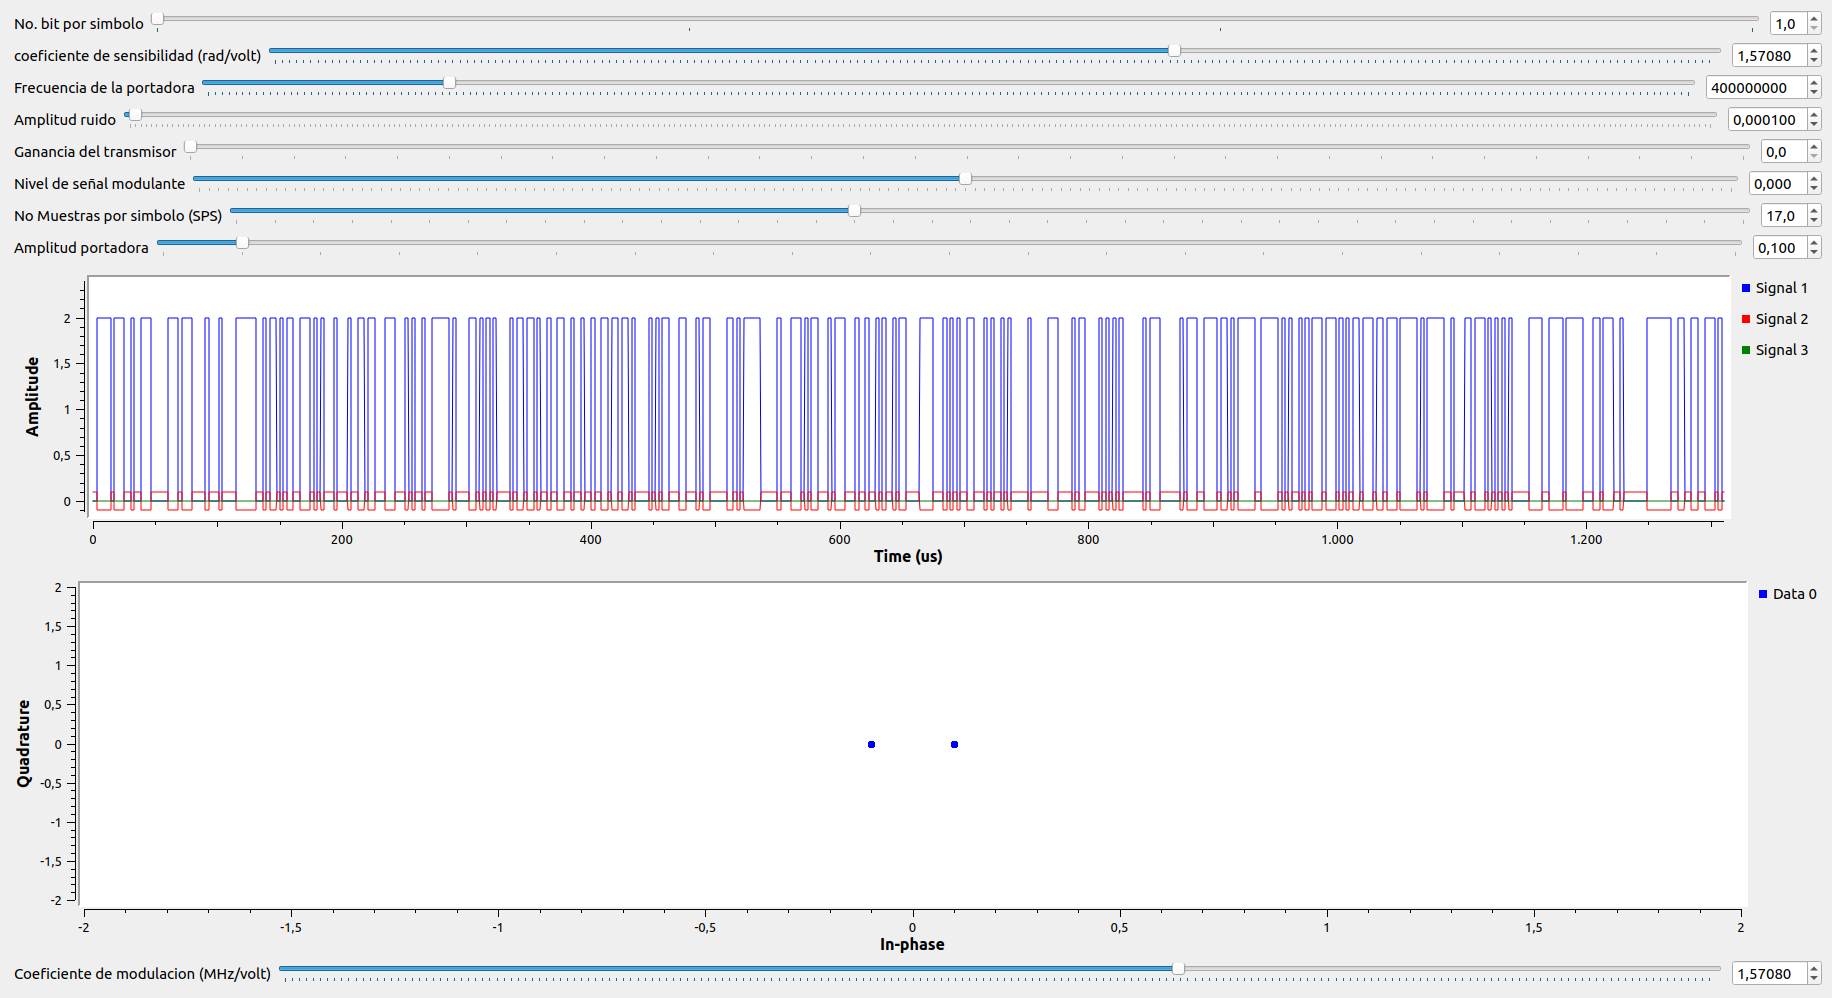 No. bit por simbolo 1,0
coeficiente de sensibilidad (rad/volt) 1,57080
Frecuencia de la portadora 400000000
Amplitud ruido 0,000100
Ganancia del transmisor 0,0
Nivel de señal modulante 0,000
No Muestras por simbolo (SPS) 17,0
Amplitud portadora 0,100
Signal 1
Signal 2
Signal 3
Amplitude
2
1,5
1
0,5
0
0 200 400 600 800 1.000 1.200
Time (us)
Data 0
Quadrature
2
1,5
1
0,5
0
-0,5
-1
-1,5
-2
-2 -1,5 -1 -0,5 0 0,5 1 1,5 2
In-phase
Coeficiente de modulacion (MHz/volt) 1,57080